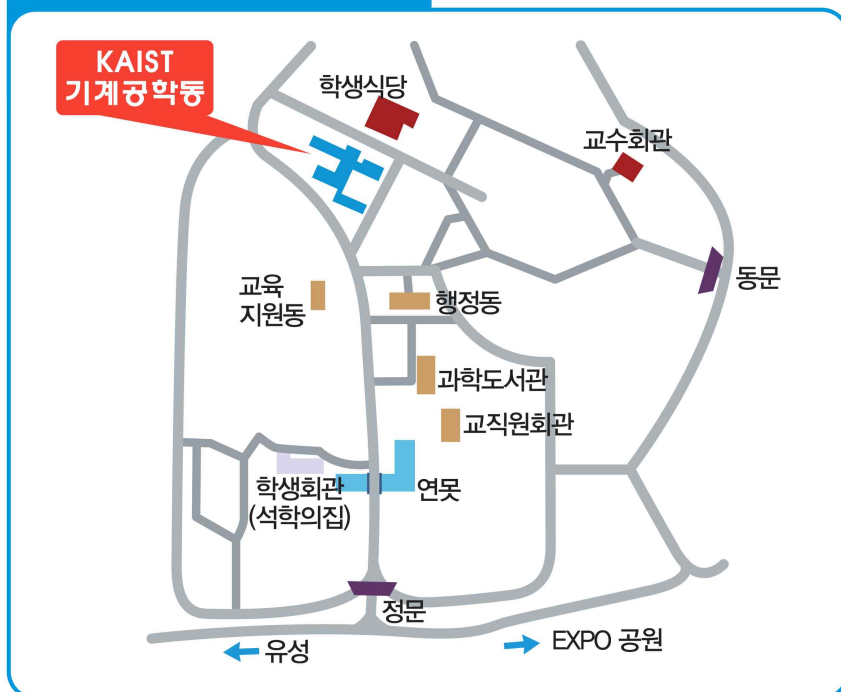 KAIST
기계공학동
학생식당
교수회관
동문
교육
지원동
행정동
과학도서관
교직원회관
학생회관
(석학의집)
연못
정문
유성
EXPO 공원